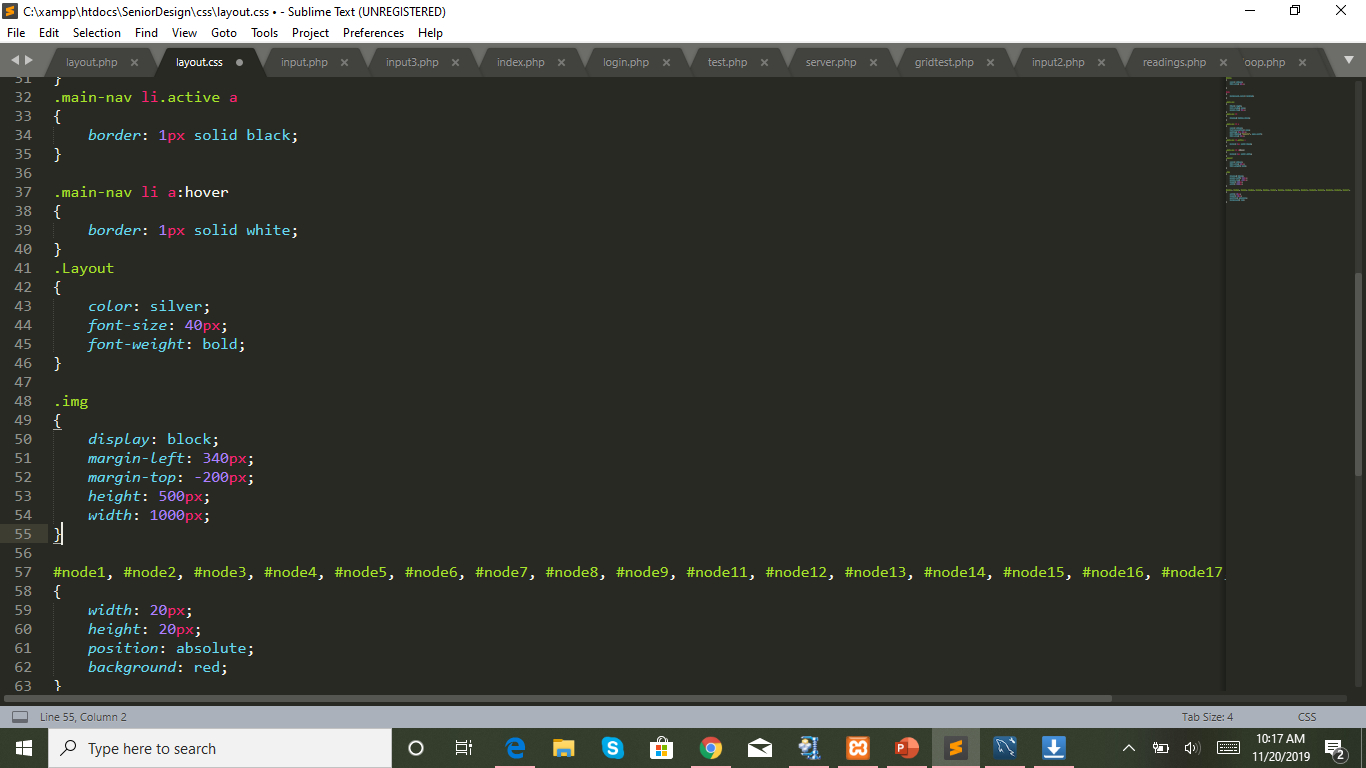 C:\xampp\htdocs\SeniorDesign\css\layout.css • - Sublime Text (UNREGISTERED)
File Edit Selection Find View Goto Tools Project Preferences Help
layout.php layout.css input.php input3.php index.php login.php test.php server.php gridtest.php input2.php readings.php oop.php
31 }
32 .main-nav li.active a
33 {
34 border: 1px solid black;
35 }
36
37 .main-nav li a:hover
38 {
39 border: 1px solid white;
40 }
41 .Layout
42 {
43 color: silver;
44 font-size: 40px;
45 font-weight: bold;
46 }
47
48 .img
49 {
50 display: block;
51 margin-left: 340px;
52 margin-top: -200px;
53 height: 500px;
54 width: 1000px;
55 }
56
57 #node1, #node2, #node3, #node4, #node5, #node6, #node7, #node8, #node9, #node11, #node12, #node13, #node14, #node15, #node16, #node17,
58 {
59 width: 20px;
60 height: 20px;
61 position: absolute;
62 background: red;
63 }
Line 55, Column 2 Tab Size: 4 CSS
Type here to search
10:17 AM
11/20/2019
2